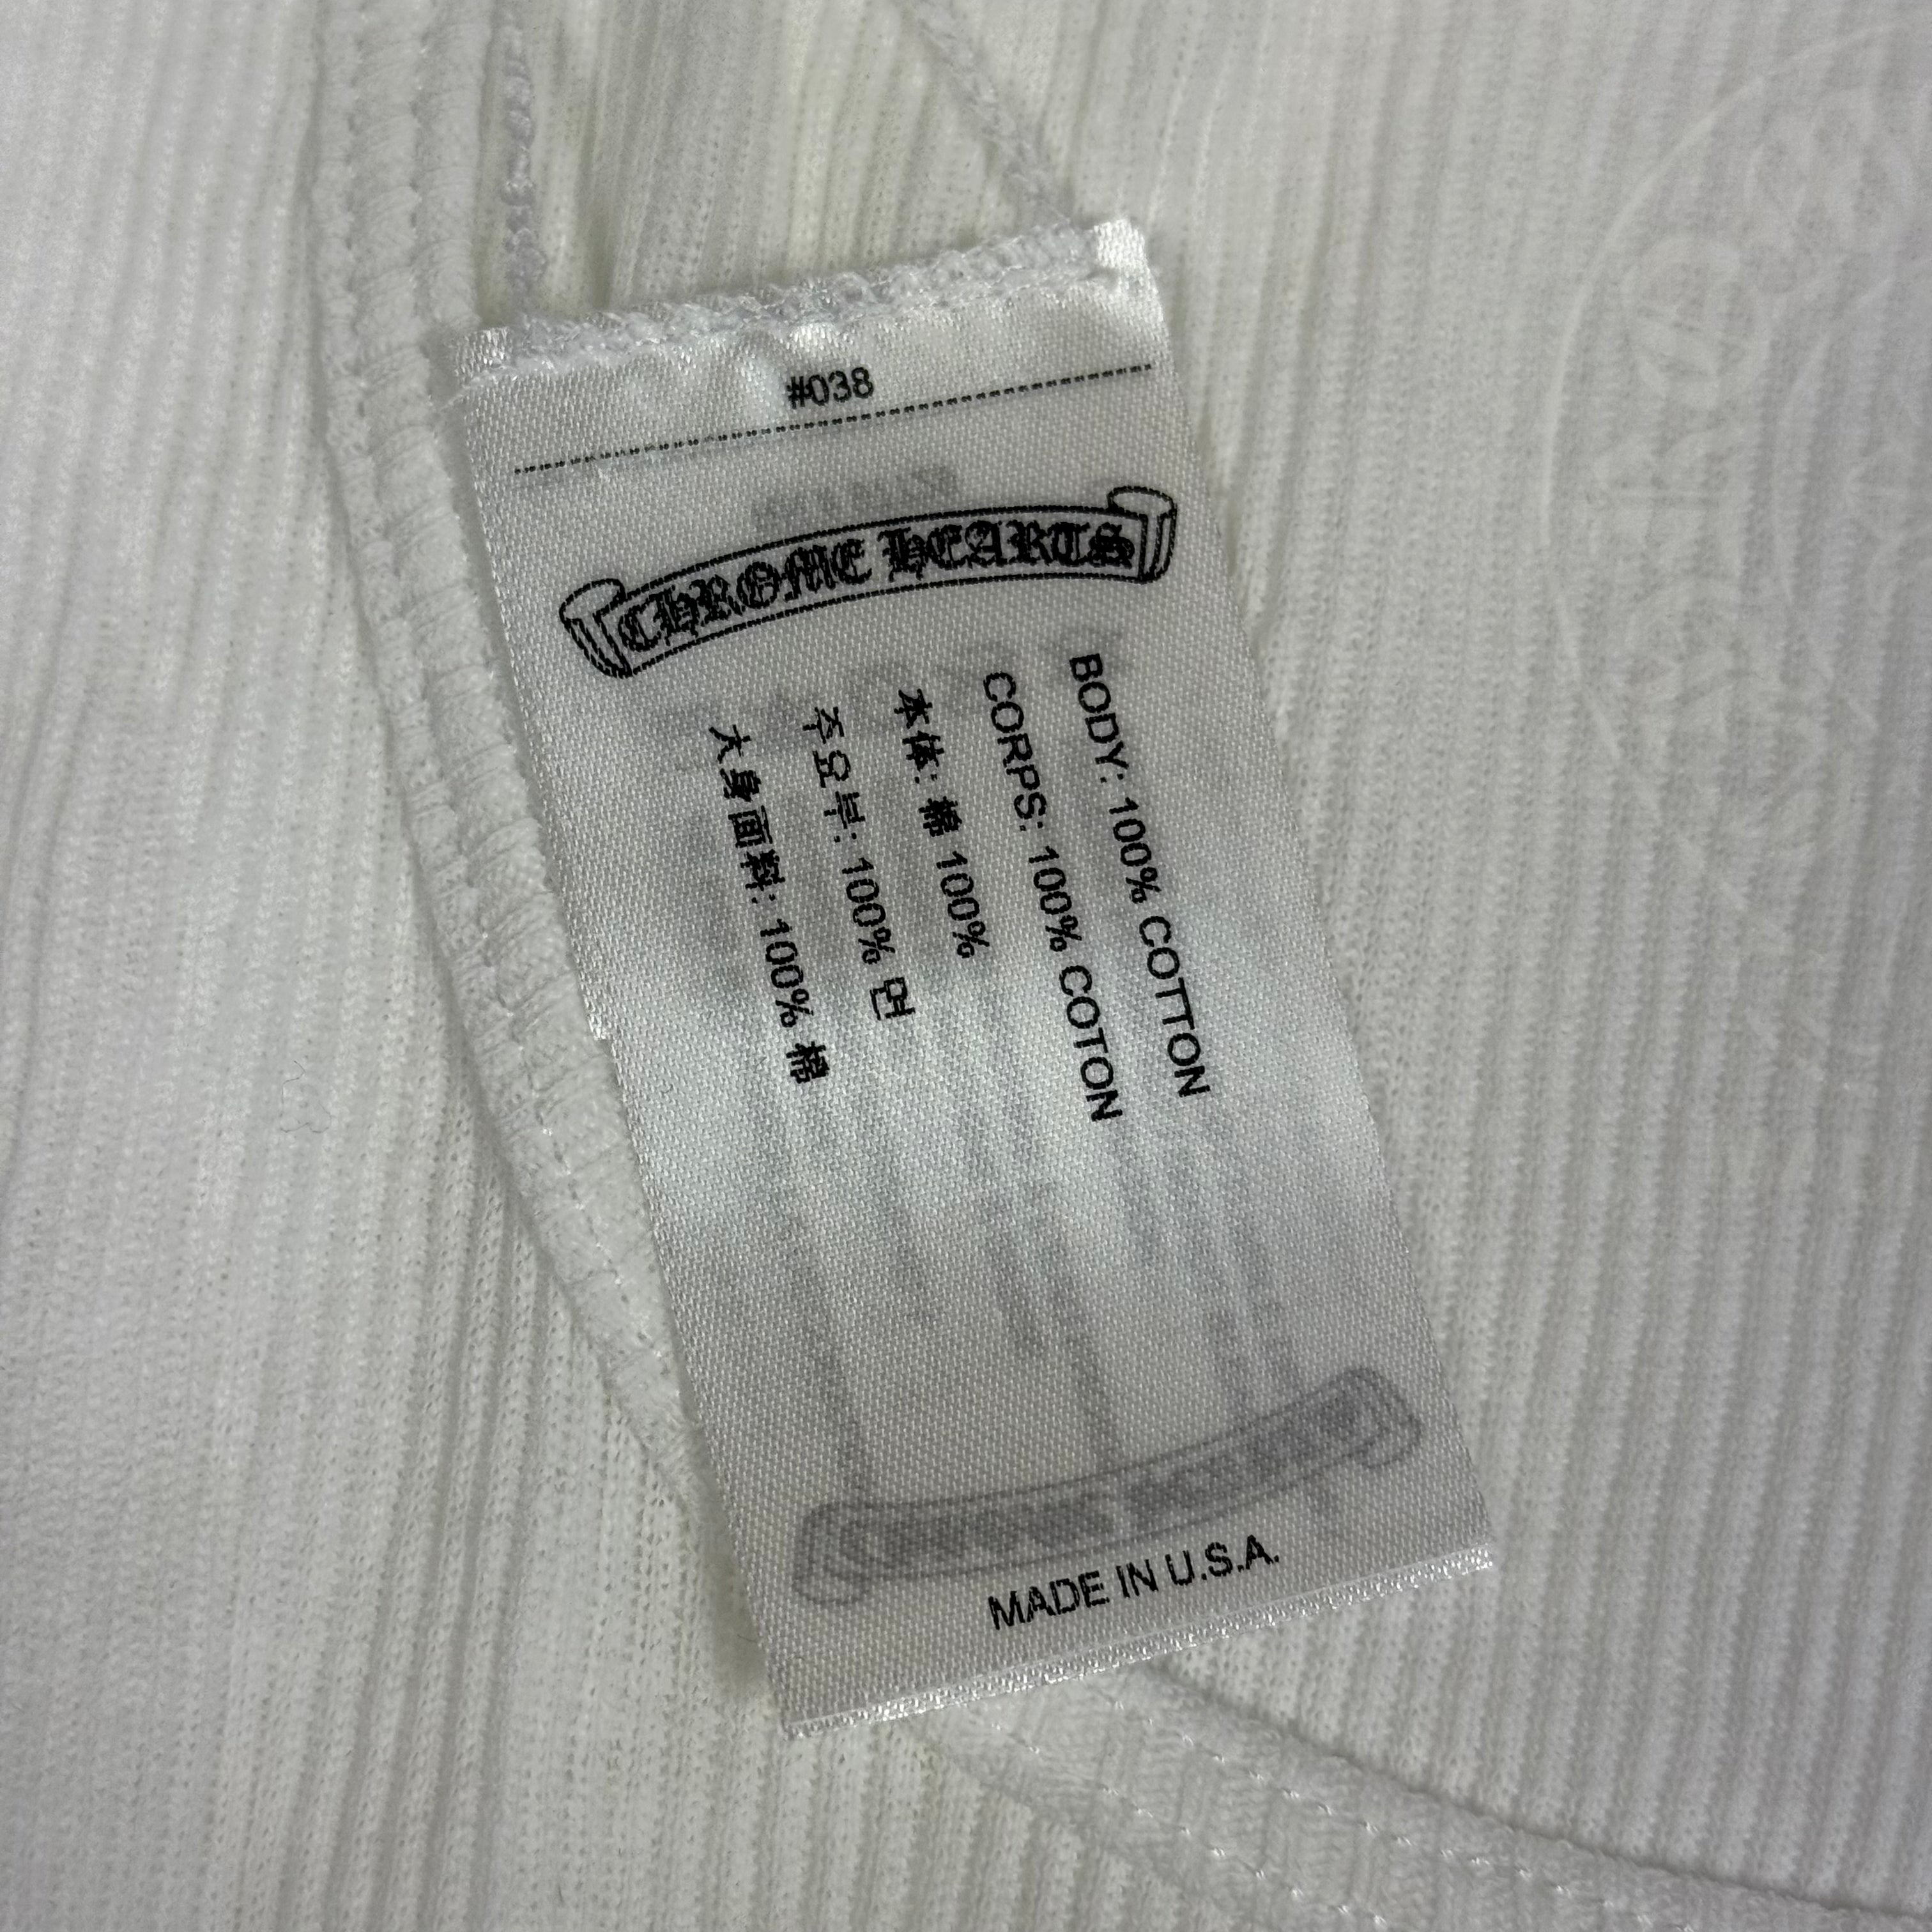 #038
CHROME HEARTS
BODY: 100% COTTON
CORPS: 100% COTON
本体: 棉 100%
주요부: 100% 면
大身面料: 100% 棉
MADE IN U.S.A.